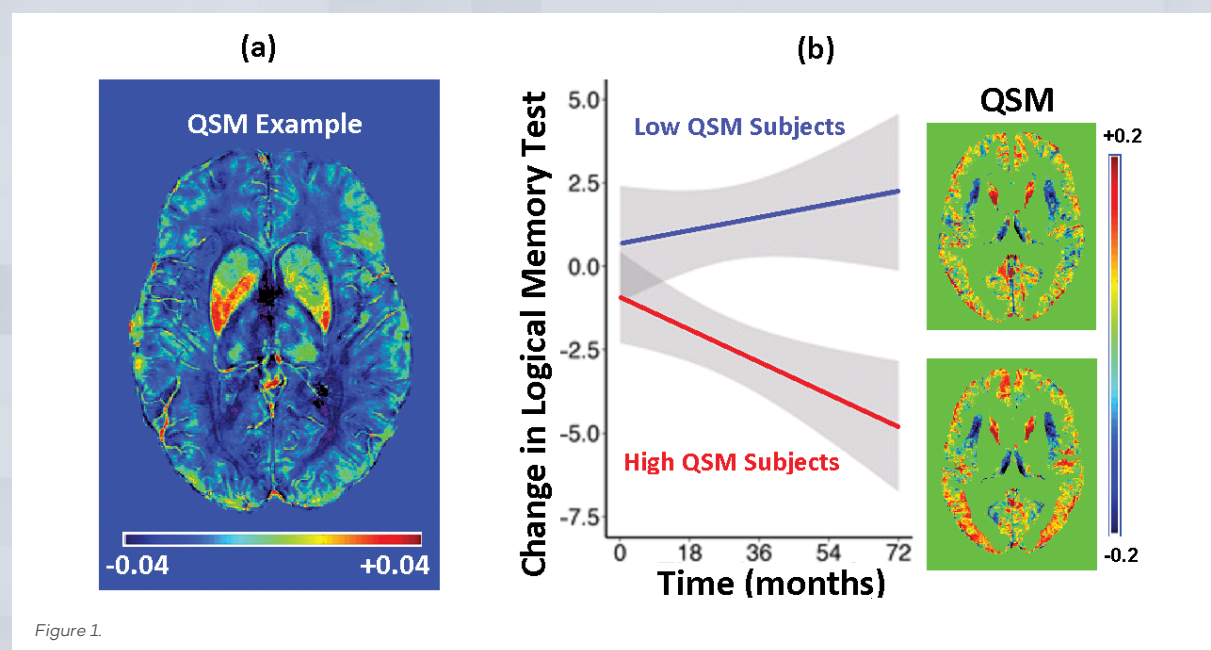 (a)
QSM Example
-0.04
+0.04
(b)
Change in Logical Memory Test
5.0
2.5
0.0
-2.5
-5.0
-7.5
Low QSM Subjects
High QSM Subjects
0 18 36 54 72
Time (months)
QSM
+0.2
-0.2
Figure 1.